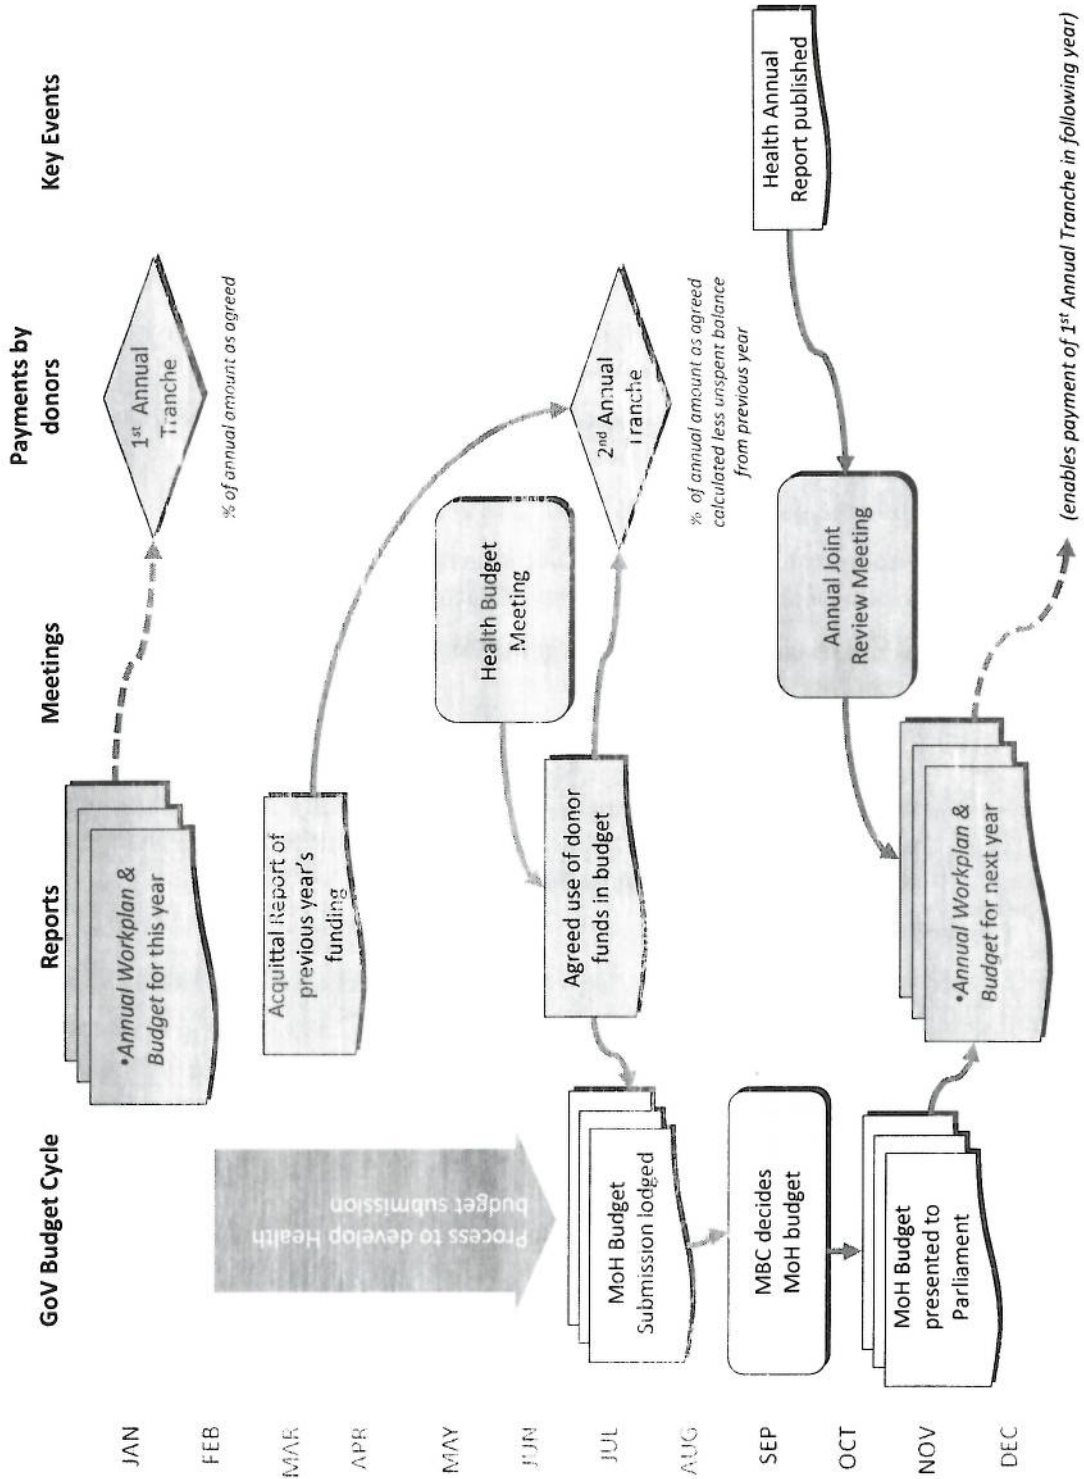 GoV Budget Cycle
Reports
Meetings
Payments by
donors
Key Events
JAN
FEB
MAR
APR
MAY
JUN
JUL
AUG
SEP
OCT
NOV
DEC
•Annual Workplan &
Budget for this year
1st Annual
Tranche
% of annual amount as agreed
Process to develop Health
budget submission
Acquittal Report of
previous year's
funding
Health Budget
Meeting
Agreed use of donor
funds in budget
2nd Annual
Tranche
% of annual amount as agreed
calculated less unspent balance
from previous year
MoH Budget
Submission lodged
MBC decides
MoH budget
Health Annual
Report published
Annual Joint
Review Meeting
MoH Budget
presented to
Parliament
•Annual Workplan &
Budget for next year
(enables payment of 1st Annual Tranche in following year)